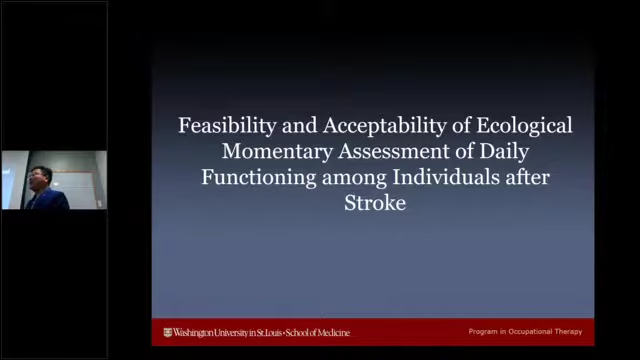 Feasibility and Acceptability of Ecological
Momentary Assessment of Daily
Functioning among Individuals after
Stroke
Washington University in St. Louis • School of Medicine
Program in Occupational Therapy